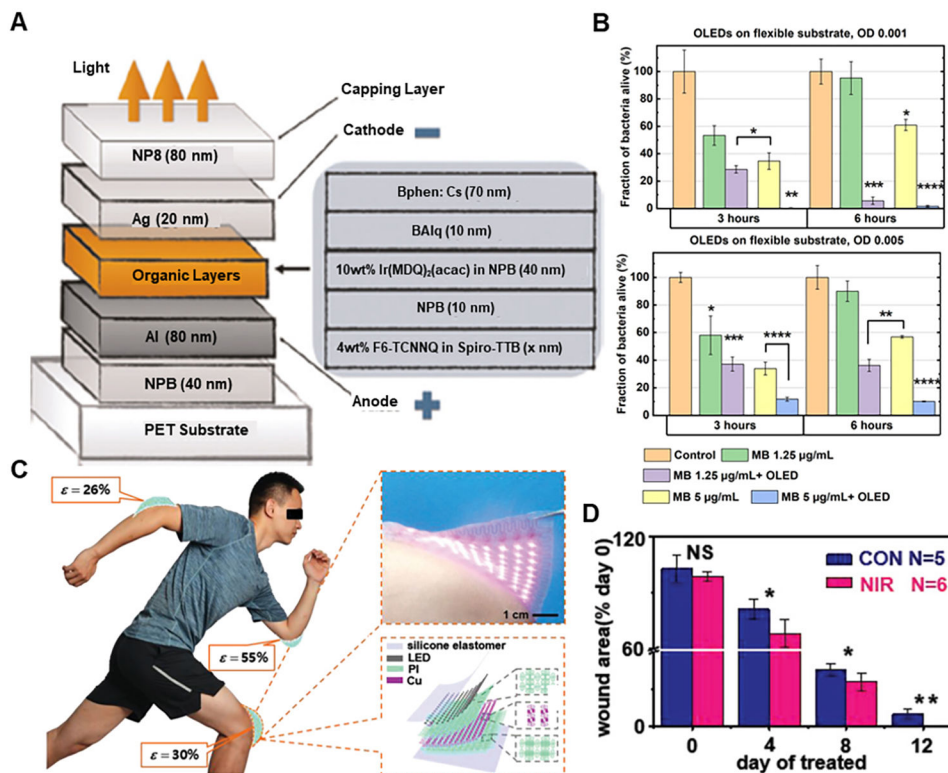 A
Light
Capping Layer
Cathode
NP8 (80 nm)
Ag (20 nm)
Organic Layers
Al (80 nm)
NPB (40 nm)
PET Substrate
Anode
Bphen: Cs (70 nm)
BAlq (10 nm)
10wt% Ir(MDQ)2(acac) in NPB (40 nm)
NPB (10 nm)
4wt% F6-TCNNQ in Spiro-TTB (x nm)
B
OLEDs on flexible substrate, OD 0.001
Fraction of bacteria alive (%)
100
80
60
40
20
0
*
**
***
*
****
3 hours
6 hours
OLEDs on flexible substrate, OD 0.005
Fraction of bacteria alive (%)
100
80
60
40
20
0
*
***
****
**
****
3 hours
6 hours
Control
MB 1.25 µg/mL
MB 1.25 µg/mL+ OLED
MB 5 µg/mL
MB 5 µg/mL+ OLED
C
ε = 26%
ε = 55%
ε = 30%
1 cm
silicone elastomer
LED
PI
Cu
D
wound area(% day 0)
120
60
0
NS
*
*
**
CON N=5
NIR N=6
0
4
8
12
day of treated